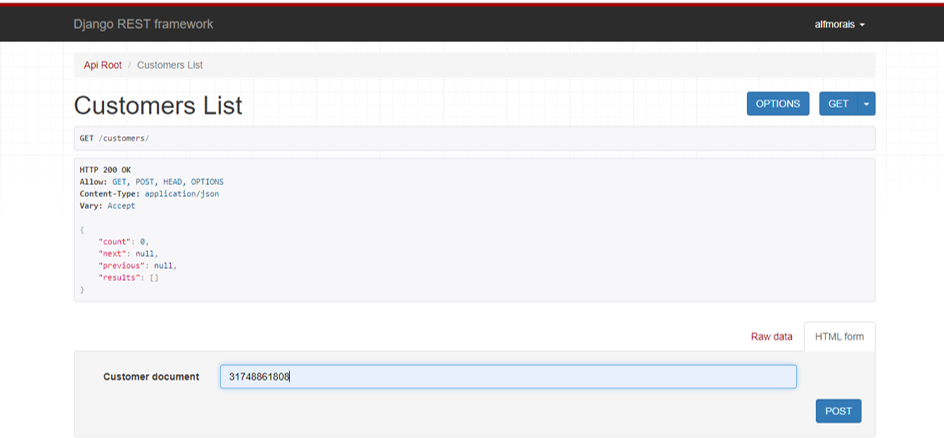 Django REST framework
alfmorais
Api Root / Customers List
Customers List
OPTIONS
GET
GET /customers/
HTTP 200 OK
Allow: GET, POST, HEAD, OPTIONS
Content-Type: application/json
Vary: Accept
{
"count": 0,
"next": null,
"previous": null,
"results": []
}
Raw data
HTML form
Customer document
31748861808
POST